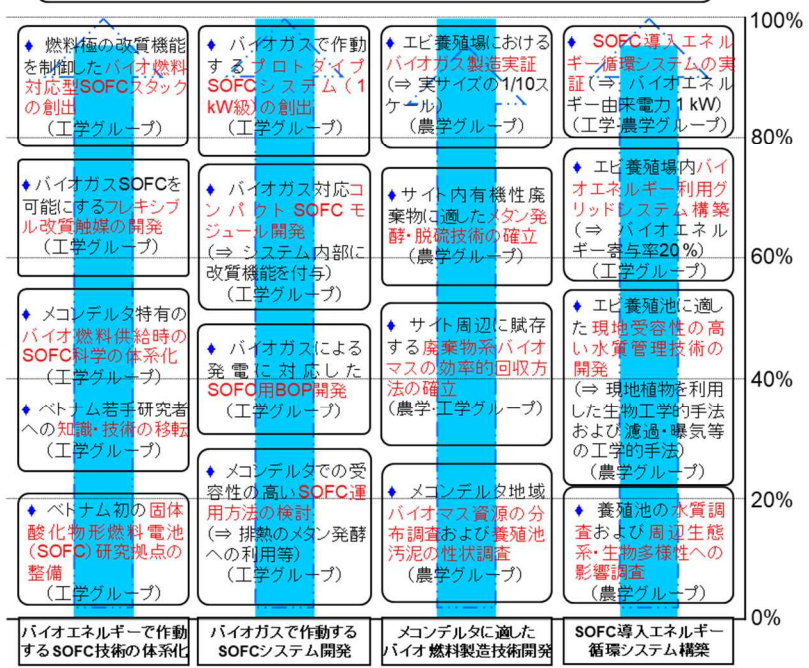 ♦ 燃料極の改質機能
を制御したバイオ燃料
対応型SOFCスタック
の創出
(工学グループ)
♦ バイオガスSOFCを
可能にするフレキシブ
ル改質触媒の開発
(工学グループ)
♦ メコンデルタ特有の
バイオ燃料供給時の
SOFC科学の体系化
(工学グループ)
♦ ベトナム若手研究者
への知識・技術の移転
(工学グループ)
♦ ベトナム初の固体
酸化物形燃料電池
(SOFC)研究拠点の
整備
(工学グループ)
バイオエネルギーで作動
するSOFC技術の体系化
♦ バイオガスで作動
するプロトタイプ
SOFCシステム(1
kW級)の創出
(工学グループ)
♦ バイオガス対応コ
ンパクトSOFCモ
ジュール開発
(⇒ システム内部に
改質機能を付与)
(工学グループ)
♦ バイオガスによる
発電に対応した
SOFC用BOP開発
(工学グループ)
♦ メコンデルタでの受
容性の高いSOFC運
用方法の検討
(⇒ 排熱のメタン発酵
への利用等)
(工学グループ)
バイオガスで作動する
SOFCシステム開発
♦ エビ養殖場における
バイオガス製造実証
(⇒ 実サイズの1/10ス
ケール)
(農学グループ)
♦ サイト内有機性廃
棄物に適したメタン発
酵・脱硫技術の確立
(農学グループ)
♦ サイト周辺に賦存
する廃棄物系バイオ
マスの効率的回収方
法の確立
(農学・工学グループ)
♦ メコンデルタ地域
バイオマス資源の分
布調査および養殖池
汚泥の性状調査
(農学グループ)
メコンデルタに適した
バイオ燃料製造技術開発
♦ SOFC導入エネル
ギー循環システムの実
証(⇒ バイオエネル
ギー由来電力1 kW)
(工学・農学グループ)
♦ エビ養殖場内バイ
オエネルギー利用グ
リッドシステム構築
(⇒ バイオエネル
ギー寄与率20%)
(工学グループ)
♦ エビ養殖池に適し
た現地受容性の高
い水質管理技術の
開発
(⇒ 現地植物を利用
した生物工学的手法
および濾過・曝気等
の工学的手法)
(農学グループ)
♦ 養殖池の水質調
査および周辺生態
系・生物多様性への
影響調査
(農学グループ)
SOFC導入エネルギー
循環システム構築
100%
80%
60%
40%
20%
0%